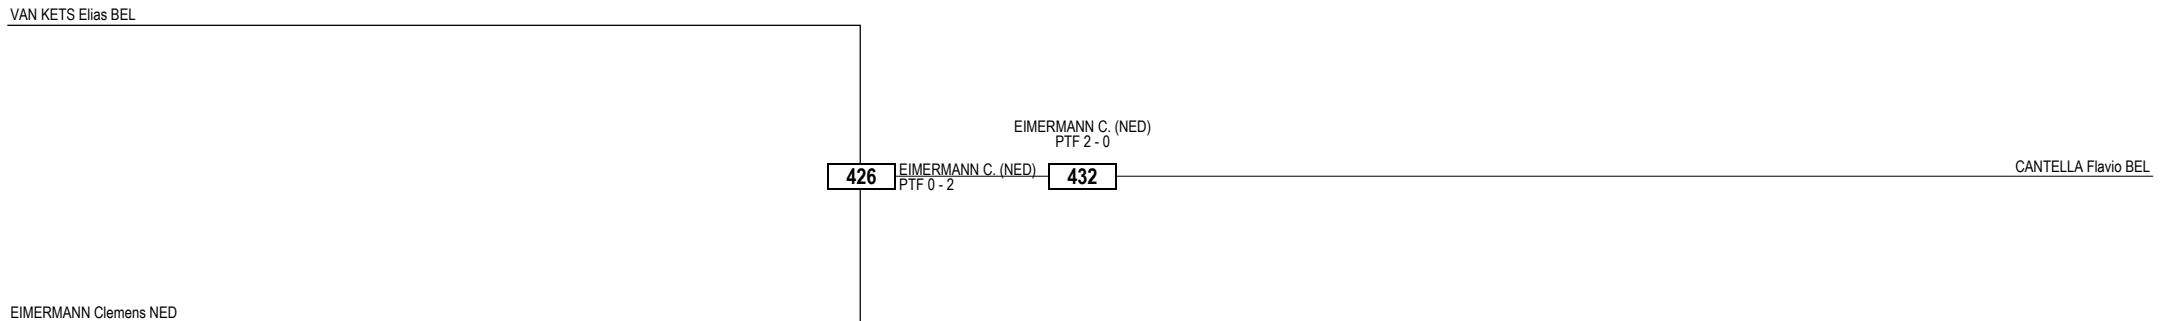 VAN KETS Elias BEL
EIMERMANN C. (NED)
PTF 2 - 0
426
EIMERMANN C. (NED)
PTF 0 - 2
432
CANTELLA Flavio BEL
EIMERMANN Clemens NED